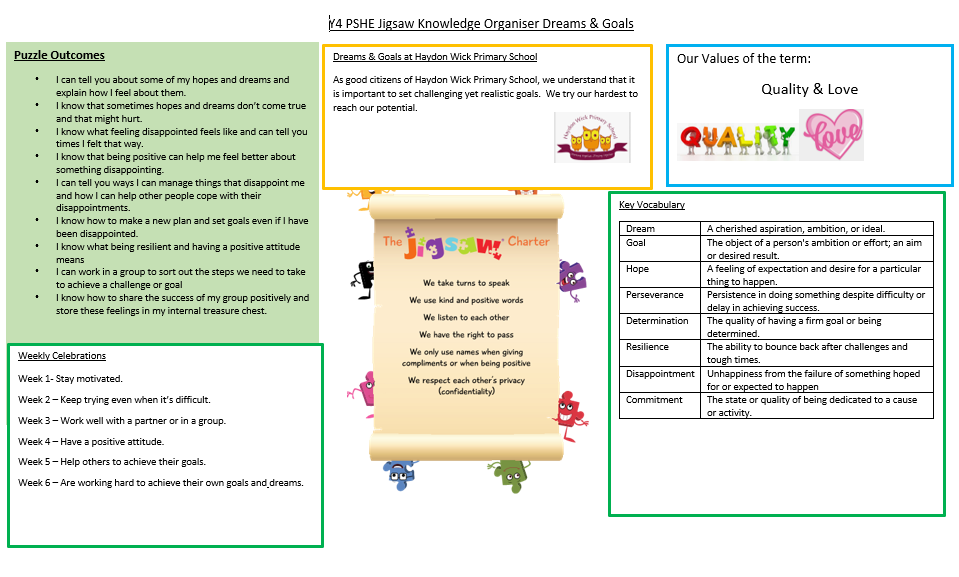 Y4 PSHE Jigsaw Knowledge Organiser Dreams & Goals
Puzzle Outcomes
• I can tell you about some of my hopes and dreams and
explain how I feel about them.
• I know that sometimes hopes and dreams don't come true
and that might hurt.
• I know what feeling disappointed feels like and can tell you
times I felt that way.
• I know that being positive can help me feel better about
something disappointing.
• I can tell you ways I can manage things that disappoint me
and how I can help other people cope with their
disappointments.
• I know how to make a new plan and set goals even if I have
been disappointed.
• I know what being resilient and having a positive attitude
means
• I can work in a group to sort out the steps we need to take
to achieve a challenge or goal
• I know how to share the success of my group positively and
store these feelings in my internal treasure chest.
Weekly Celebrations
Week 1- Stay motivated.
Week 2 – Keep trying even when it's difficult.
Week 3 – Work well with a partner or in a group.
Week 4 – Have a positive attitude.
Week 5 – Help others to achieve their goals.
Week 6 – Are working hard to achieve their own goals and dreams.
Dreams & Goals at Haydon Wick Primary School
As good citizens of Haydon Wick Primary School, we understand that it
is important to set challenging yet realistic goals.  We try our hardest to
reach our potential.
Haydon Wick Primary School
The Jigsaw Charter
We take turns to speak
We use kind and positive words
We listen to each other
We have the right to pass
We only use names when giving
compliments or when being positive
We respect each other's privacy
(confidentiality)
Our Values of the term:
Quality & Love
QUALITY love
Key Vocabulary
Dream A cherished aspiration, ambition, or ideal.
Goal The object of a person's ambition or effort; an aim
or desired result.
Hope A feeling of expectation and desire for a particular
thing to happen.
Perseverance Persistence in doing something despite difficulty or
delay in achieving success.
Determination The quality of having a firm goal or being
determined.
Resilience The ability to bounce back after challenges and
tough times.
Disappointment Unhappiness from the failure of something hoped
for or expected to happen
Commitment The state or quality of being dedicated to a cause
or activity.